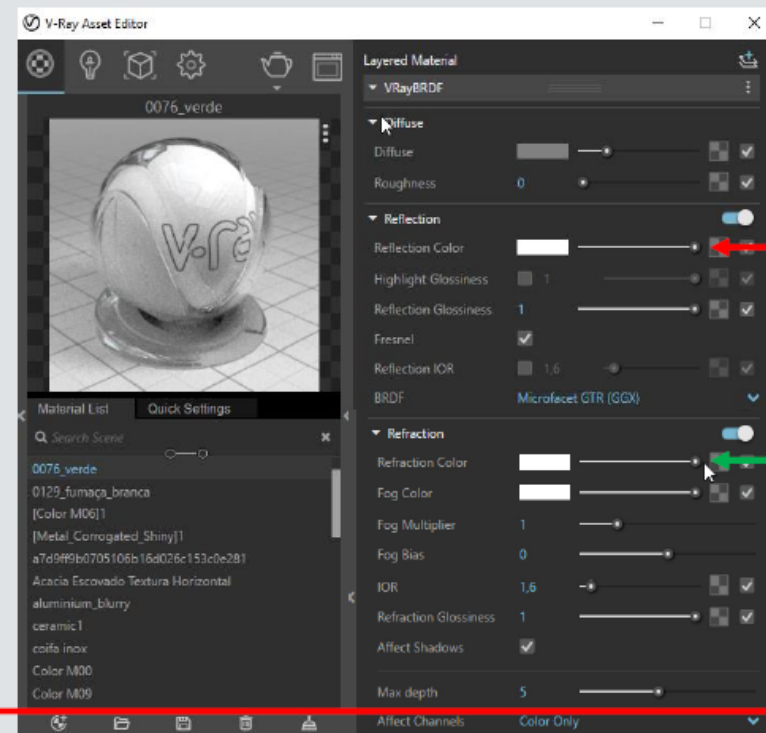 V-Ray Asset Editor
0076_verde
V-Ra
Material List Quick Settings
Search Scene
0076_verde
0129_fumaça_branca
[Color M06]1
[Metal_Corrogated_Shiny]1
a7d9ff9b0705106b16d026c153c0e281
Acacia Escovado Textura Horizontal
aluminium_blurry
ceramic1
coifa inox
Color M00
Color M09
Layered Material
VRayBRDF
Diffuse
Diffuse
Roughness 0
Reflection
Reflection Color
Highlight Glossiness 1
Reflection Glossiness 1
Fresnel
Reflection IOR 1,6
BRDF Microfacet GTR (GGX)
Refraction
Refraction Color
Fog Color
Fog Multiplier 1
Fog Bias 0
IOR 1,6
Refraction Glossiness 1
Affect Shadows
Max depth 5
Affect Channels Color Only